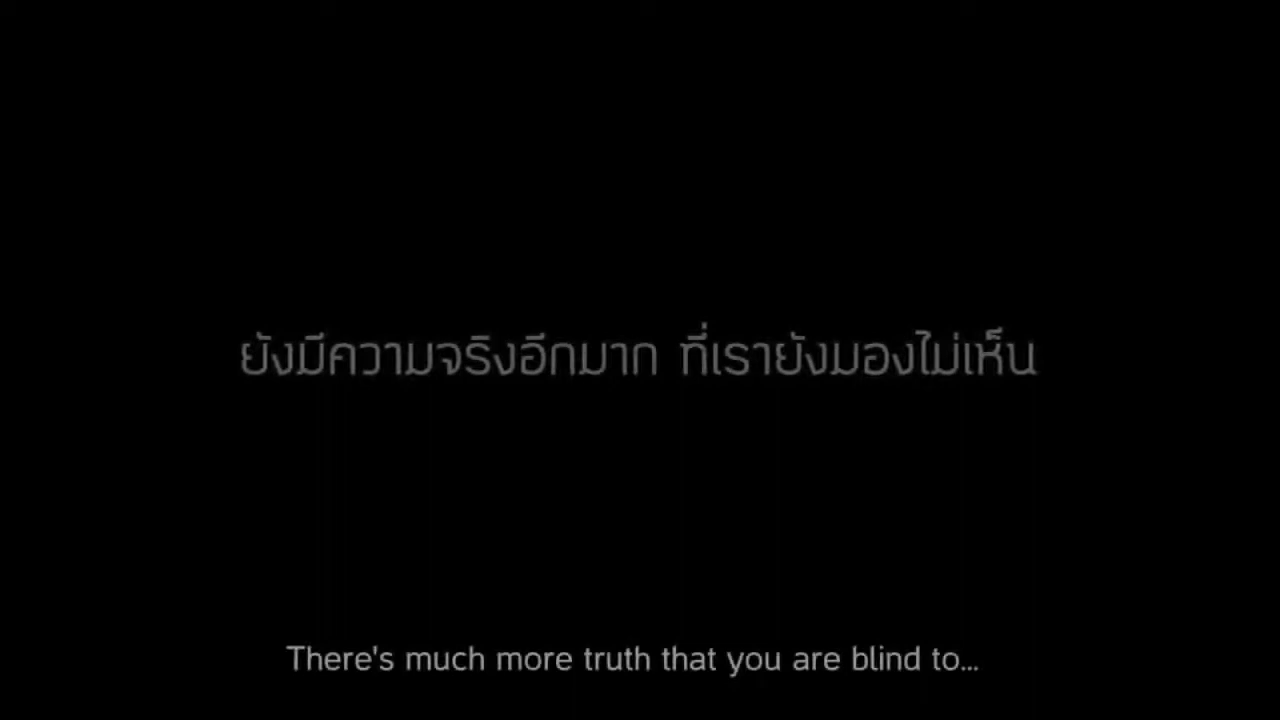 ยังมีความจริงอีกมาก ที่เรายังมองไม่เห็น
There's much more truth that you are blind to...